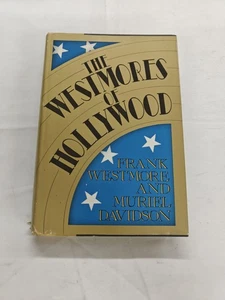 THE
WESTMORES
OF
HOLLYWOOD
FRANK
WESTMORE
AND
MURIEL
DAVIDSON